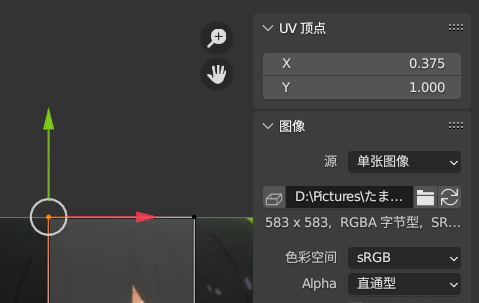 UV 顶点
X 0.375
Y 1.000
图像
源 单张图像
D:\Pictures\たま...
583 x 583，RGBA 字节型，SR...
色彩空间 sRGB
Alpha 直通型